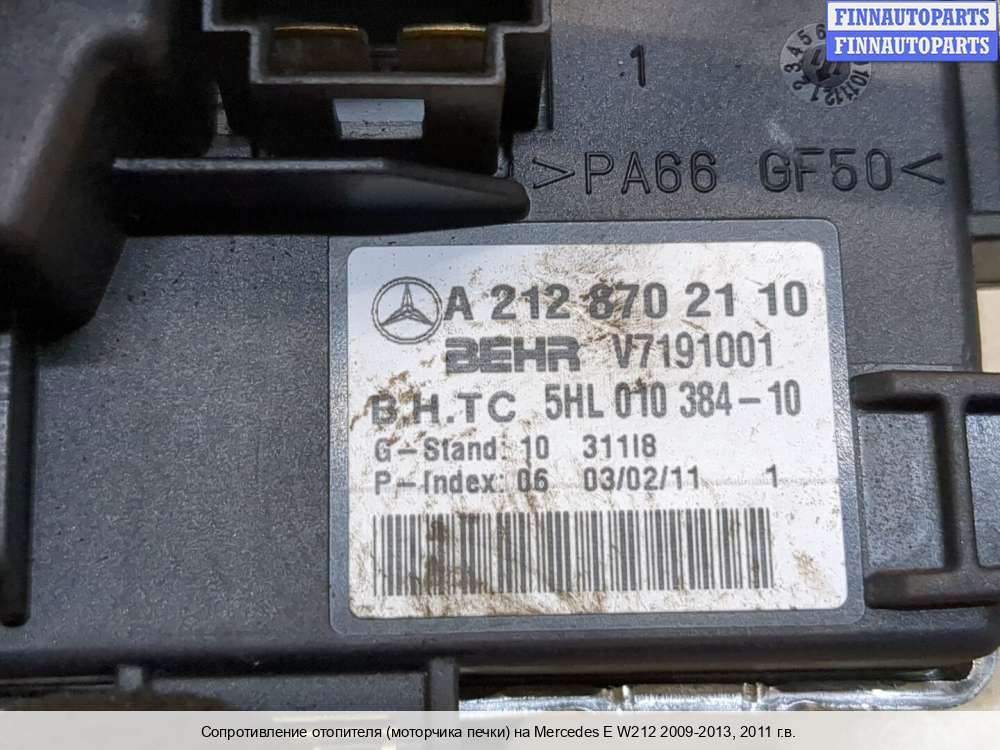 FINNAUTOPARTS
FINNAUTOPARTS
1
>PA66 GF50<
A 212 870 21 10
BEHR V7191001
B.H.TC 5HL 010 384-10
G-Stand: 10 311I8
P-Index: 06 03/02/11 1
Сопротивление отопителя (моторчика печки) на Mercedes E W212 2009-2013, 2011 г.в.